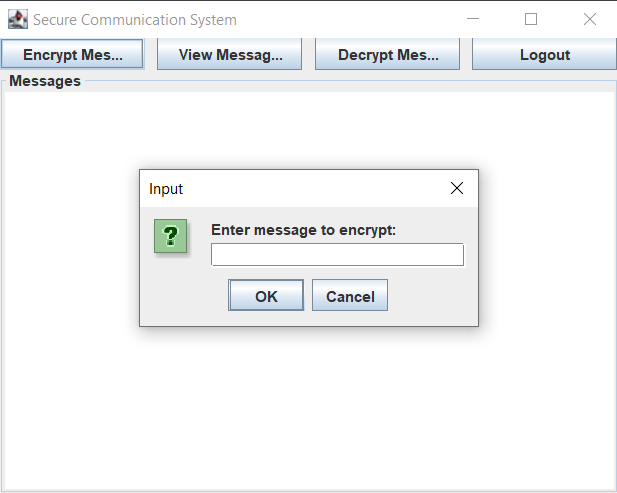 Secure Communication System
Encrypt Mes... View Messag... Decrypt Mes... Logout
Messages
Input
?
Enter message to encrypt:
OK Cancel